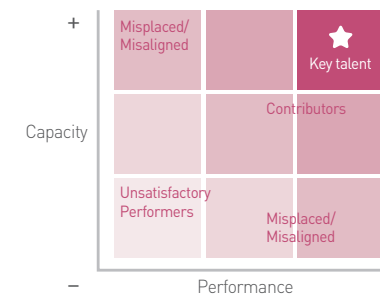 +
Misplaced/
Misaligned
Key talent
Contributors
Capacity
Unsatisfactory
Performers
Misplaced/
Misaligned
–
Performance